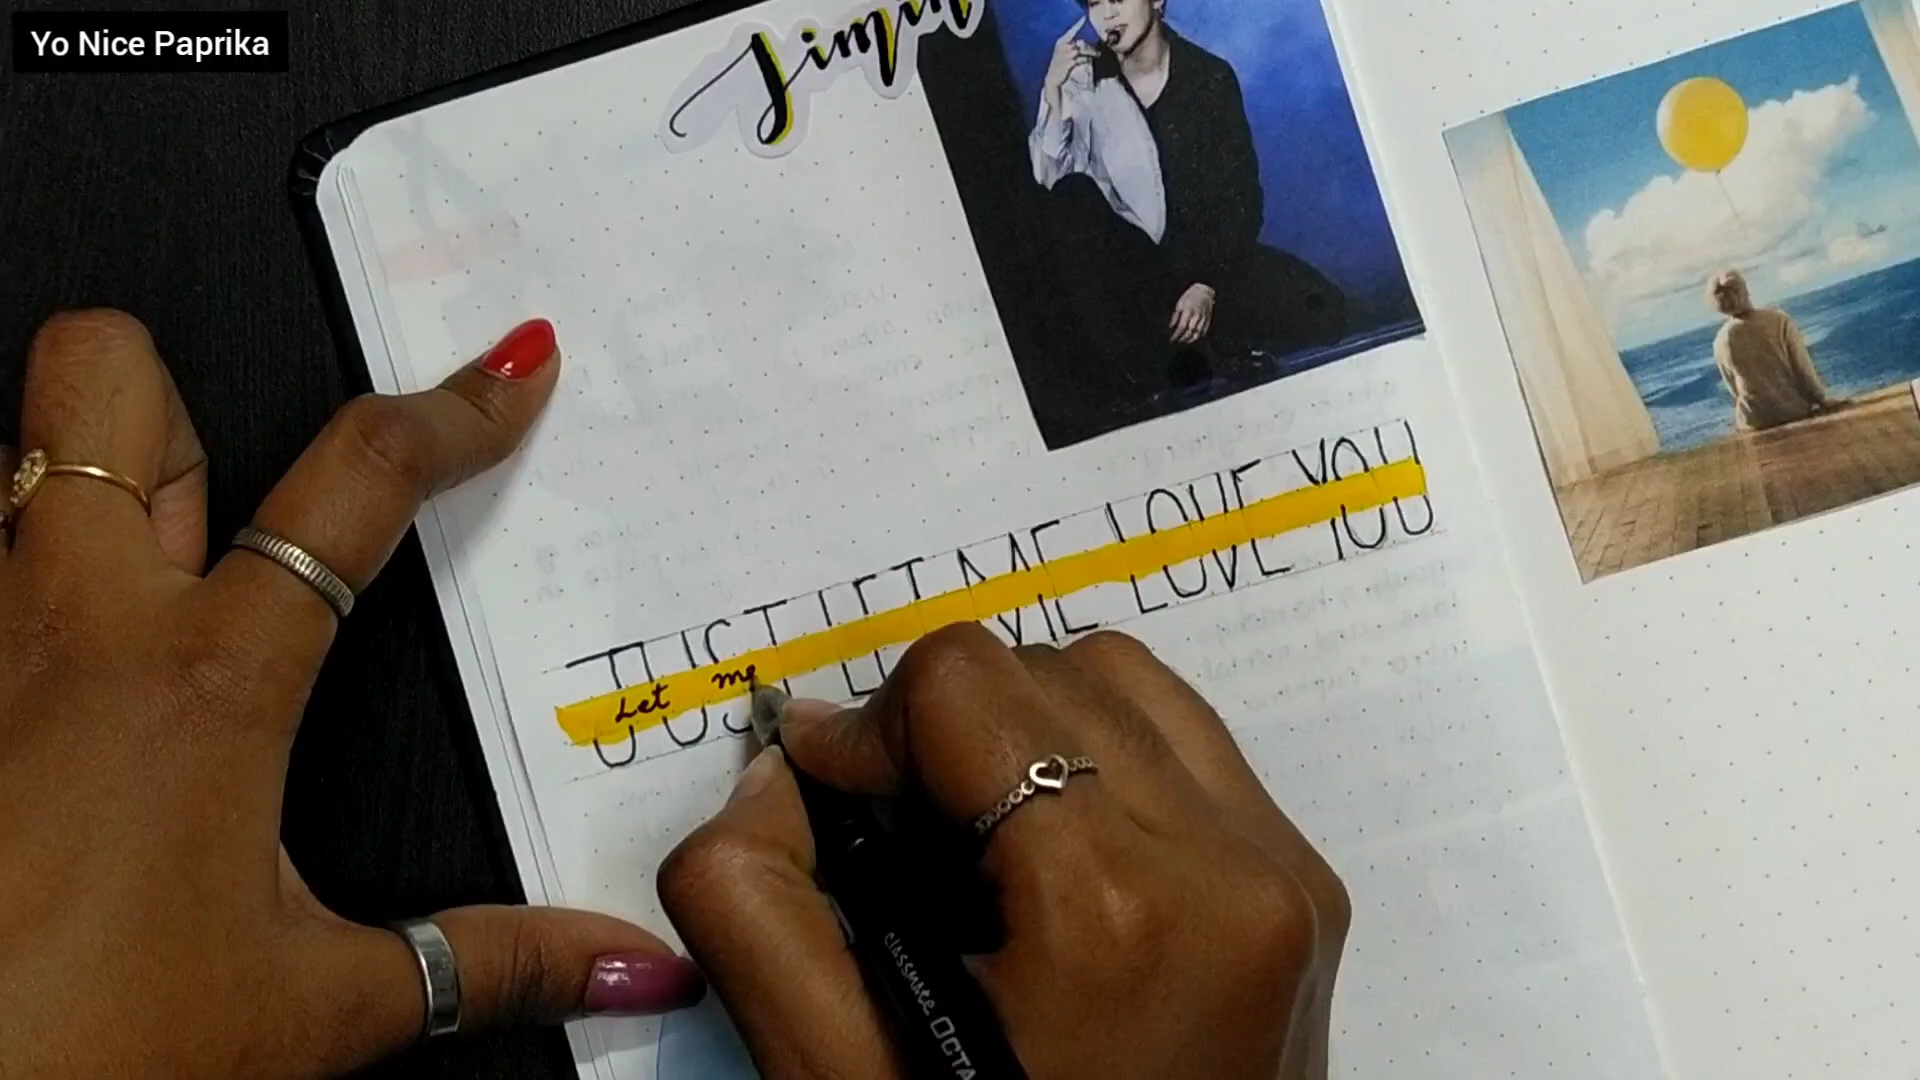 Yo Nice Paprika
Jimin
JUST LET ME LOVE YOU
Let me
classmate OCTA